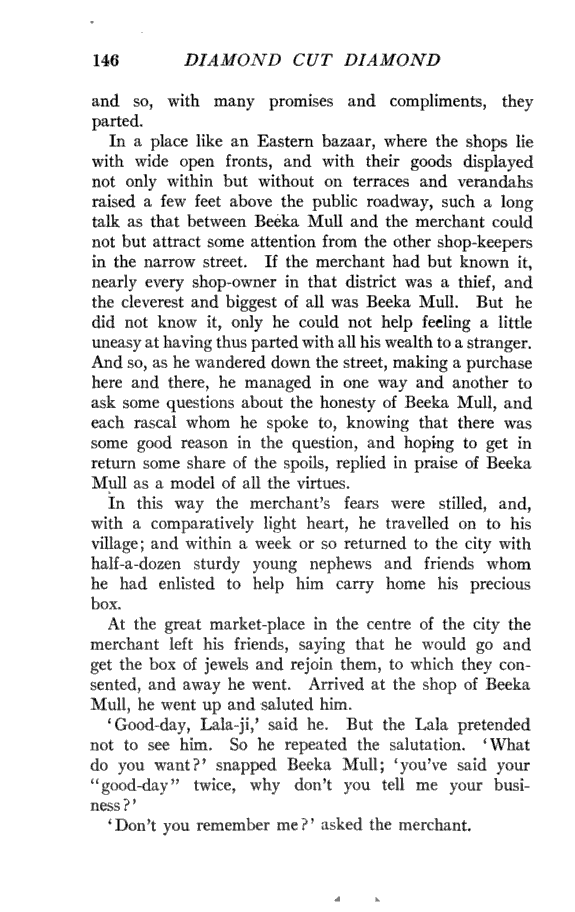 146 DIAMOND CUT DIAMOND
and so, with many promises and compliments, they
parted.
In a place like an Eastern bazaar, where the shops lie
with wide open fronts, and with their goods displayed
not only within but without on terraces and verandahs
raised a few feet above the public roadway, such a long
talk as that between Beeka Mull and the merchant could
not but attract some attention from the other shop-keepers
in the narrow street. If the merchant had but known it,
nearly every shop-owner in that district was a thief, and
the cleverest and biggest of all was Beeka Mull. But he
did not know it, only he could not help feeling a little
uneasy at having thus parted with all his wealth to a stranger.
And so, as he wandered down the street, making a purchase
here and there, he managed in one way and another to
ask some questions about the honesty of Beeka Mull, and
each rascal whom he spoke to, knowing that there was
some good reason in the question, and hoping to get in
return some share of the spoils, replied in praise of Beeka
Mull as a model of all the virtues.
In this way the merchant's fears were stilled, and,
with a comparatively light heart, he travelled on to his
village; and within a week or so returned to the city with
half-a-dozen sturdy young nephews and friends whom
he had enlisted to help him carry home his precious
box.
At the great market-place in the centre of the city the
merchant left his friends, saying that he would go and
get the box of jewels and rejoin them, to which they con-
sented, and away he went. Arrived at the shop of Beeka
Mull, he went up and saluted him.
'Good-day, Lala-ji,' said he. But the Lala pretended
not to see him. So he repeated the salutation. 'What
do you want?' snapped Beeka Mull; 'you've said your
"good-day" twice, why don't you tell me your busi-
ness?'
'Don't you remember me?' asked the merchant.